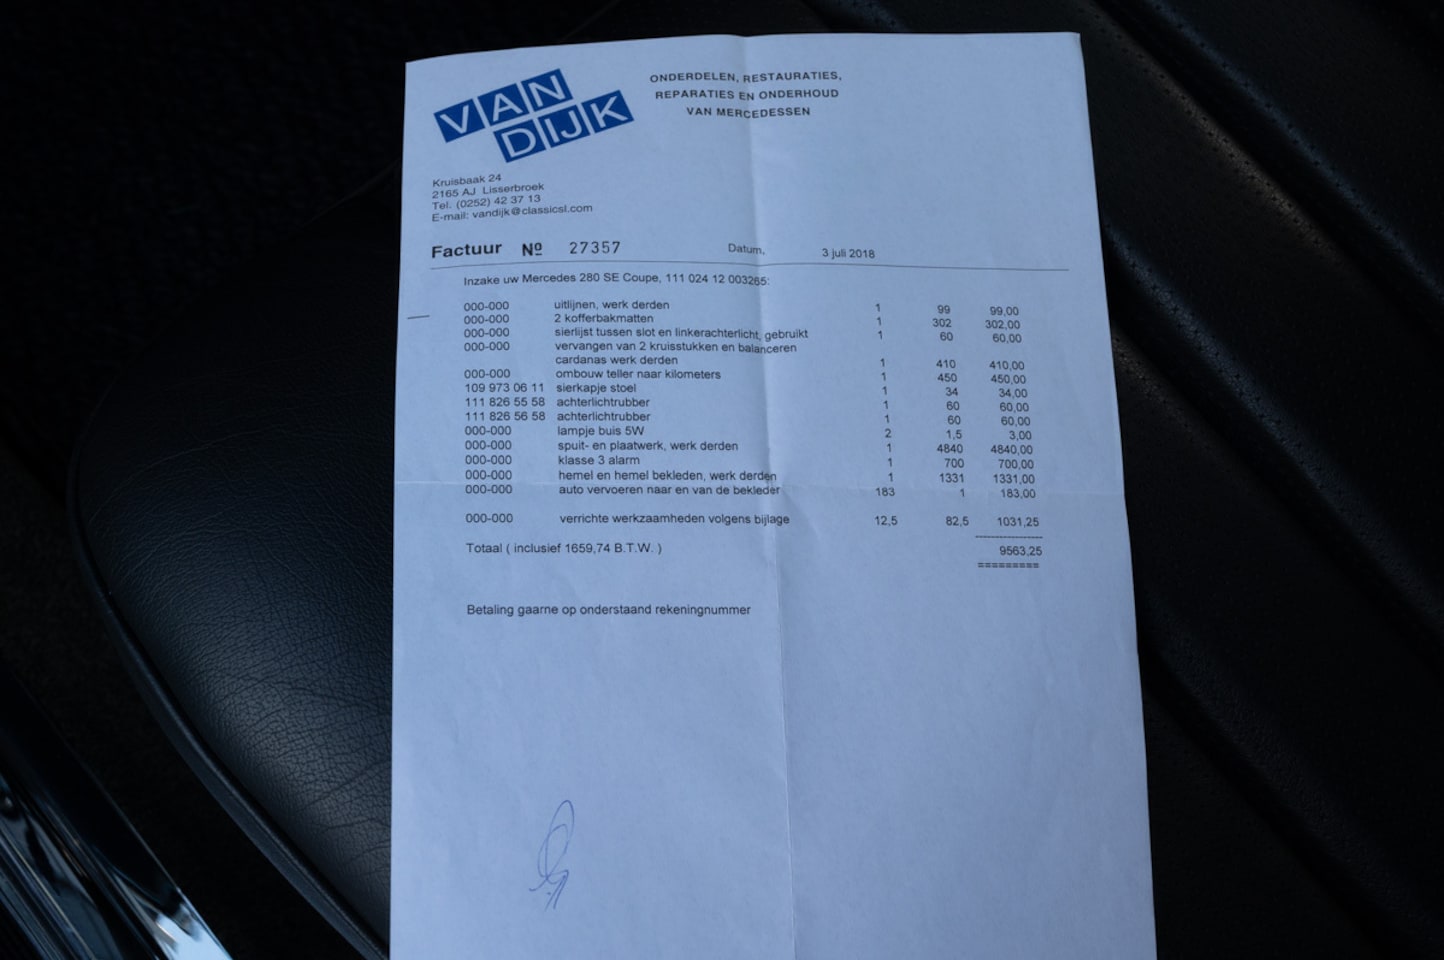 VAN
DIJK
ONDERDELEN, RESTAURATIES,
REPARATIES EN ONDERHOUD
VAN MERCEDESSEN
Kruisbaak 24
2165 AJ Lisserbroek
Tel. (0252) 42 37 13
E-mail: vandijk@classicsl.com
Factuur Nº 27357 Datum, 3 juli 2018
Inzake uw Mercedes 280 SE Coupe, 111 024 12 003265:
000-000 uitlijnen, werk derden 1 99 99,00
000-000 2 kofferbakmatten 1 302 302,00
000-000 sierlijst tussen slot en linkerachterlicht, gebruikt 1 60 60,00
000-000 vervangen van 2 kruisstukken en balanceren
cardanas werk derden 1 410 410,00
000-000 ombouw teller naar kilometers 1 450 450,00
109 973 06 11 sierkapje stoel 1 34 34,00
111 826 55 58 achterlichtrubber 1 60 60,00
111 826 56 58 achterlichtrubber 1 60 60,00
000-000 lampje buis 5W 2 1,5 3,00
000-000 spuit- en plaatwerk, werk derden 1 4840 4840,00
000-000 klasse 3 alarm 1 700 700,00
000-000 hemel en hemel bekleden, werk derden 1 1331 1331,00
000-000 auto vervoeren naar en van de bekleder 183 1 183,00
000-000 verrichte werkzaamheden volgens bijlage 12,5 82,5 1031,25
Totaal ( inclusief 1659,74 B.T.W. ) 9563,25
=========
Betaling gaarne op onderstaand rekeningnummer